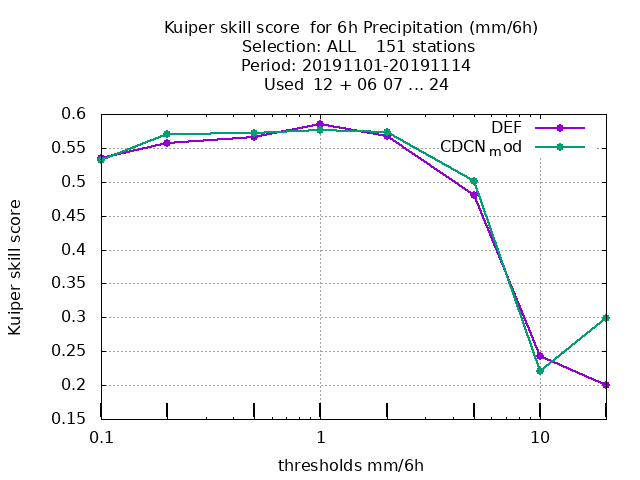 Kuiper skill score  for 6h Precipitation (mm/6h)
Selection: ALL    151 stations
Period: 20191101-20191114
Used  12 + 06 07 ... 24
DEF
CDCN_mod
0.6
0.55
0.5
0.45
0.4
0.35
0.3
0.25
0.2
0.15
Kuiper skill score
0.1
1
10
thresholds mm/6h